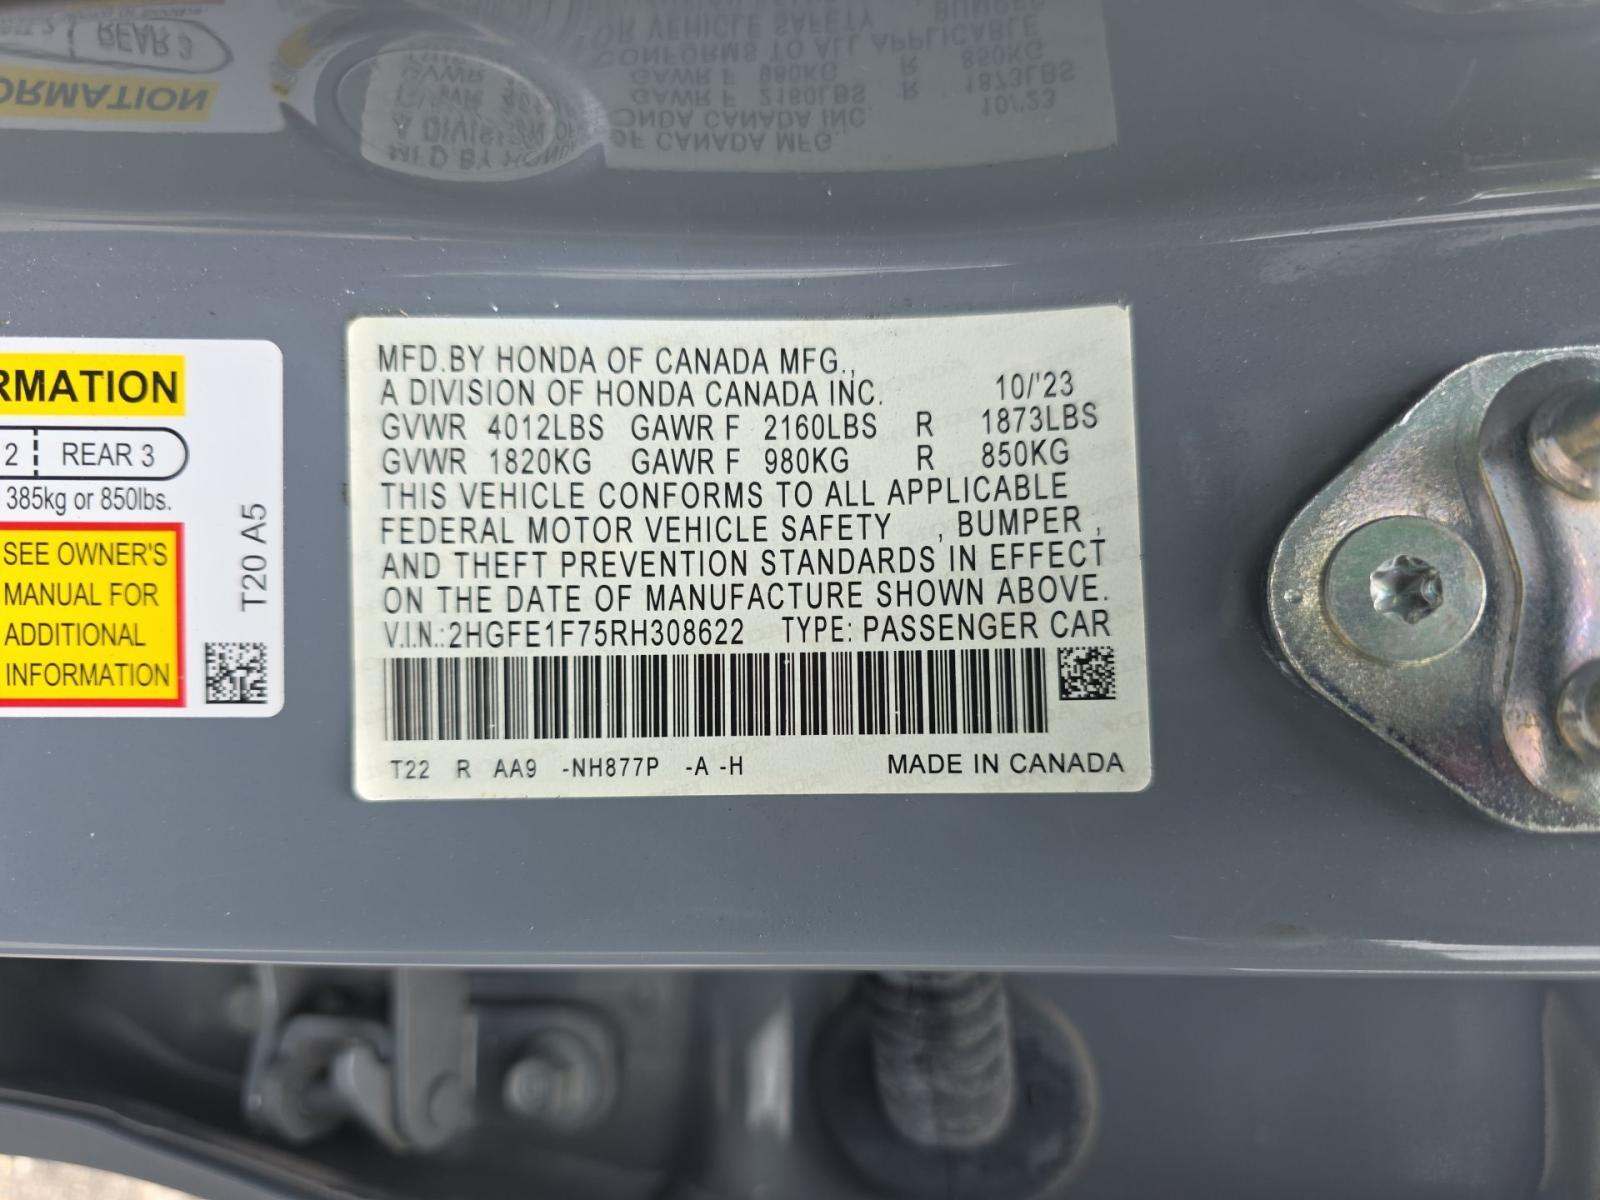 RMATION
2 REAR 3
385kg or 850lbs.
SEE OWNER'S
MANUAL FOR
ADDITIONAL
INFORMATION
T20 A5
MFD.BY HONDA OF CANADA MFG.,
A DIVISION OF HONDA CANADA INC. 10/'23
GVWR 4012LBS GAWR F 2160LBS R 1873LBS
GVWR 1820KG GAWR F 980KG R 850KG
THIS VEHICLE CONFORMS TO ALL APPLICABLE
FEDERAL MOTOR VEHICLE SAFETY , BUMPER ,
AND THEFT PREVENTION STANDARDS IN EFFECT
ON THE DATE OF MANUFACTURE SHOWN ABOVE.
V.I.N.:2HGFE1F75RH308622 TYPE: PASSENGER CAR
T22 R AA9 -NH877P -A -H MADE IN CANADA